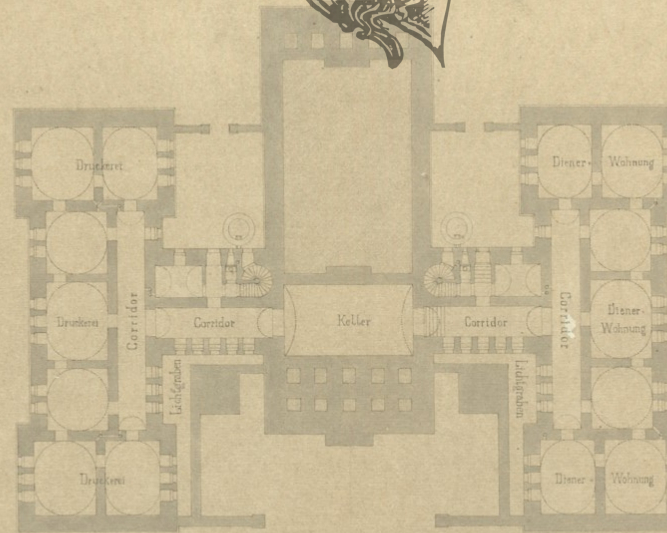 Druckerei
Diener-
Wohnung
Druckerei
Corridor
Corridor
Keller
Corridor
Corridor
Diener-
Wohnung
Lichtgraben
Lichtgraben
Druckerei
Diener-
Wohnung